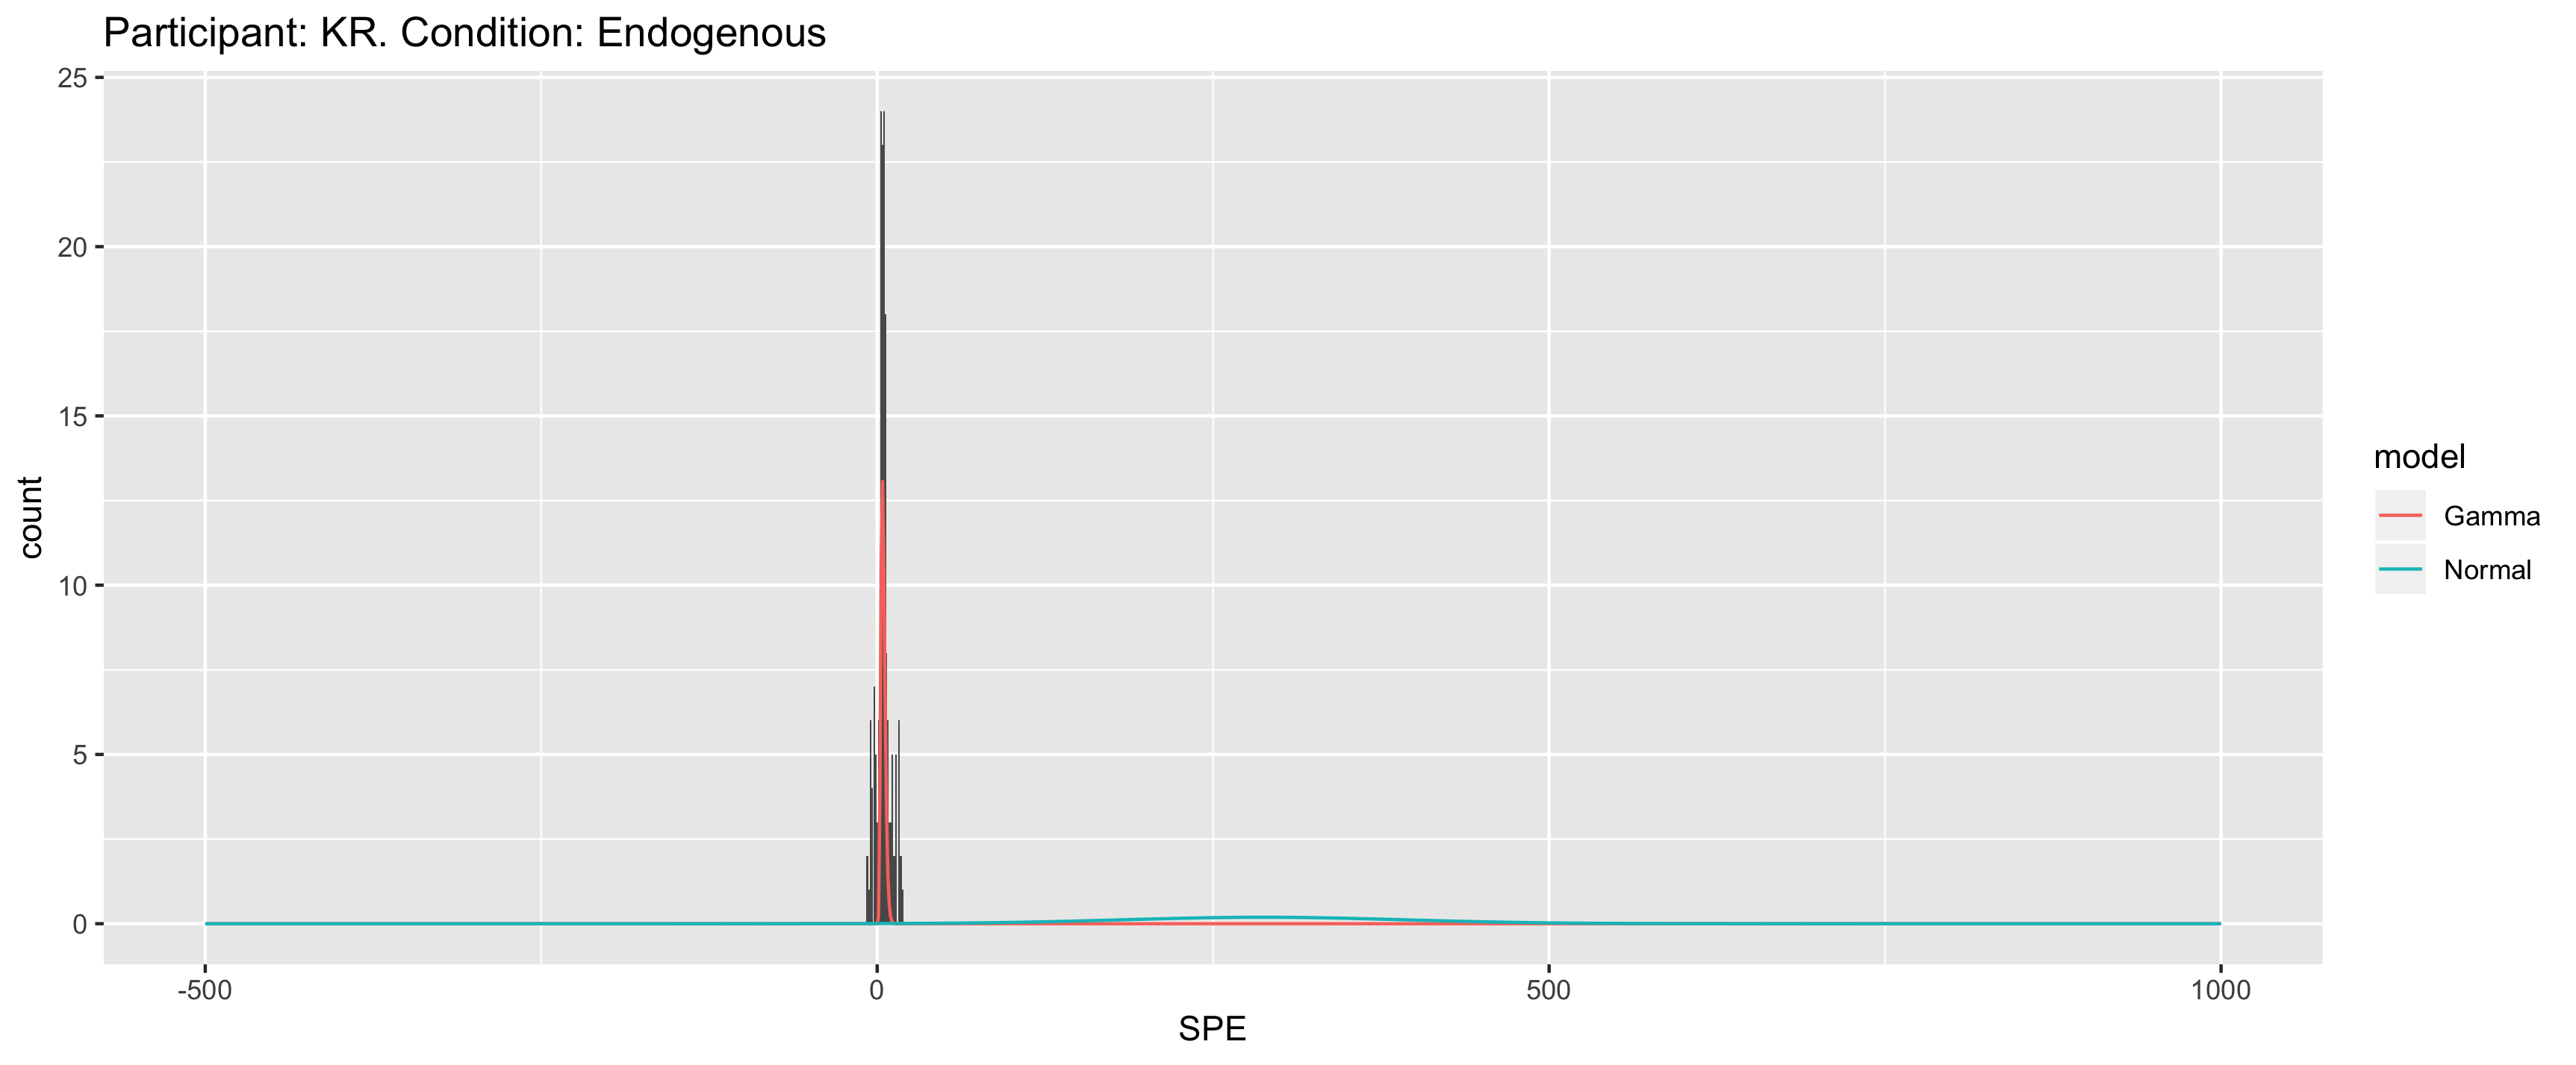 Participant: KR. Condition: Endogenous
25
20
15
10
5
0
count
-500
0
500
1000
SPE
model
Gamma
Normal